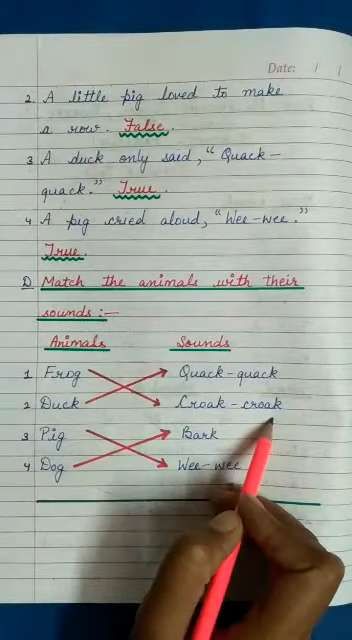 Date: / /
2. A little pig loved to make
a row. False.
3 A duck only said, "Quack-
quack." True.
4 A pig cried aloud, "Wee-wee."
True.
D Match the animals with their
sounds :-
Animals Sounds
1 Frog Quack-quack
2 Duck Croak-croak
3 Pig Bark
4 Dog Wee-wee